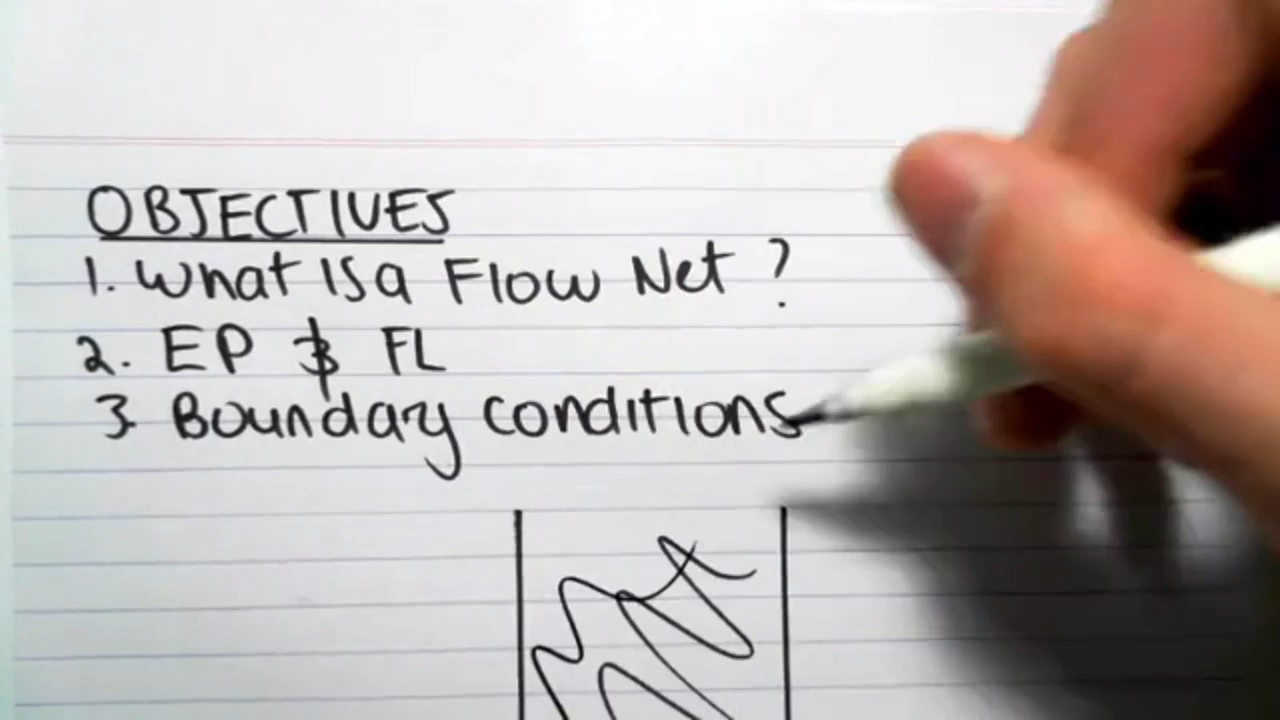 OBJECTIVES
1. What Is a Flow Net ?
2. EP & FL
3 Boundary conditions